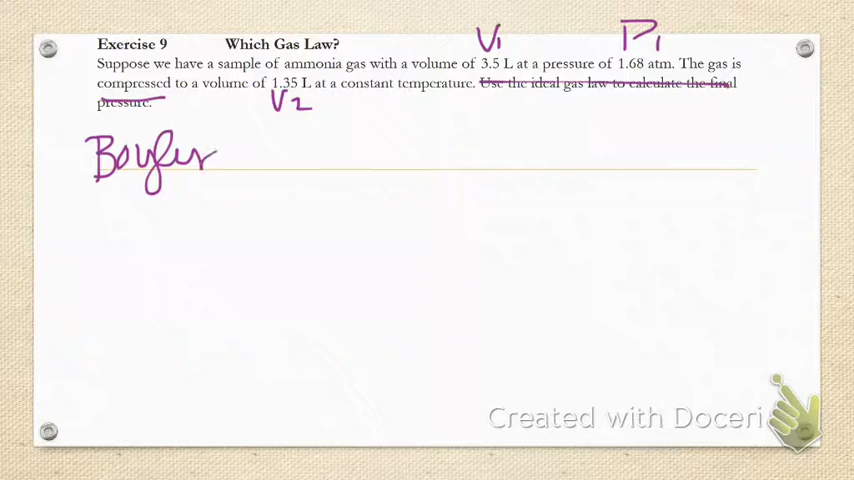 V1 P1
Exercise 9 Which Gas Law?
Suppose we have a sample of ammonia gas with a volume of 3.5 L at a pressure of 1.68 atm. The gas is
compressed to a volume of 1.35 L at a constant temperature. Use the ideal gas law to calculate the final
pressure.
V2
Boyles
Created with Doceri